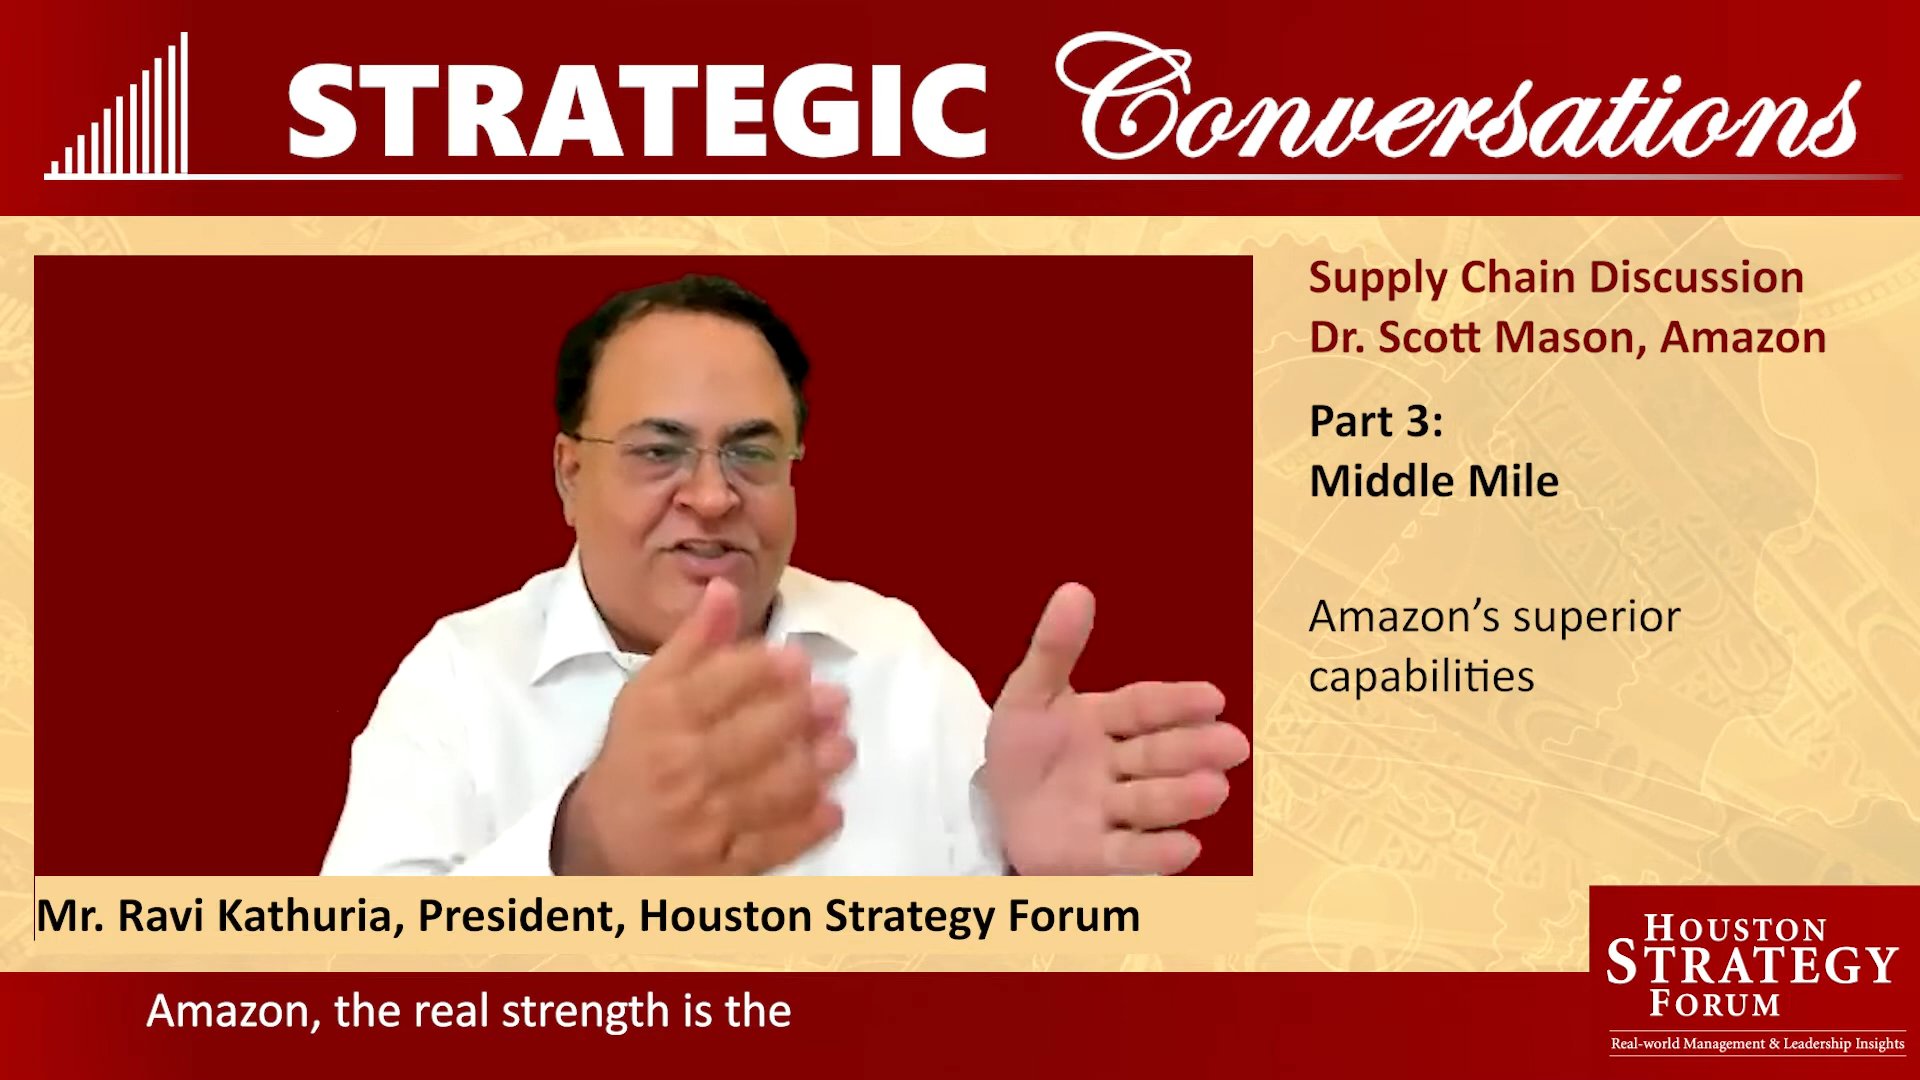 STRATEGIC Conversations
Supply Chain Discussion
Dr. Scott Mason, Amazon
Part 3:
Middle Mile
Amazon’s superior
capabilities
Mr. Ravi Kathuria, President, Houston Strategy Forum
Amazon, the real strength is the
HOUSTON
STRATEGY
FORUM
Real-world Management & Leadership Insights